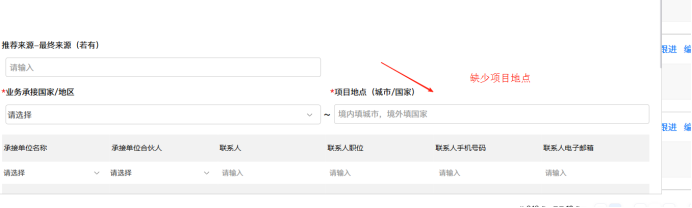 推荐来源-最终来源（若有）
请输入
跟进 编
*业务承接国家/地区 *项目地点（城市/国家）
缺少项目地点
请选择 ~ 境内填城市，境外填国家
跟进 编
承接单位名称 承接单位合伙人 联系人 联系人职位 联系人手机号码 联系人电子邮箱
请选择 请选择 请输入 请输入 请输入 请输入